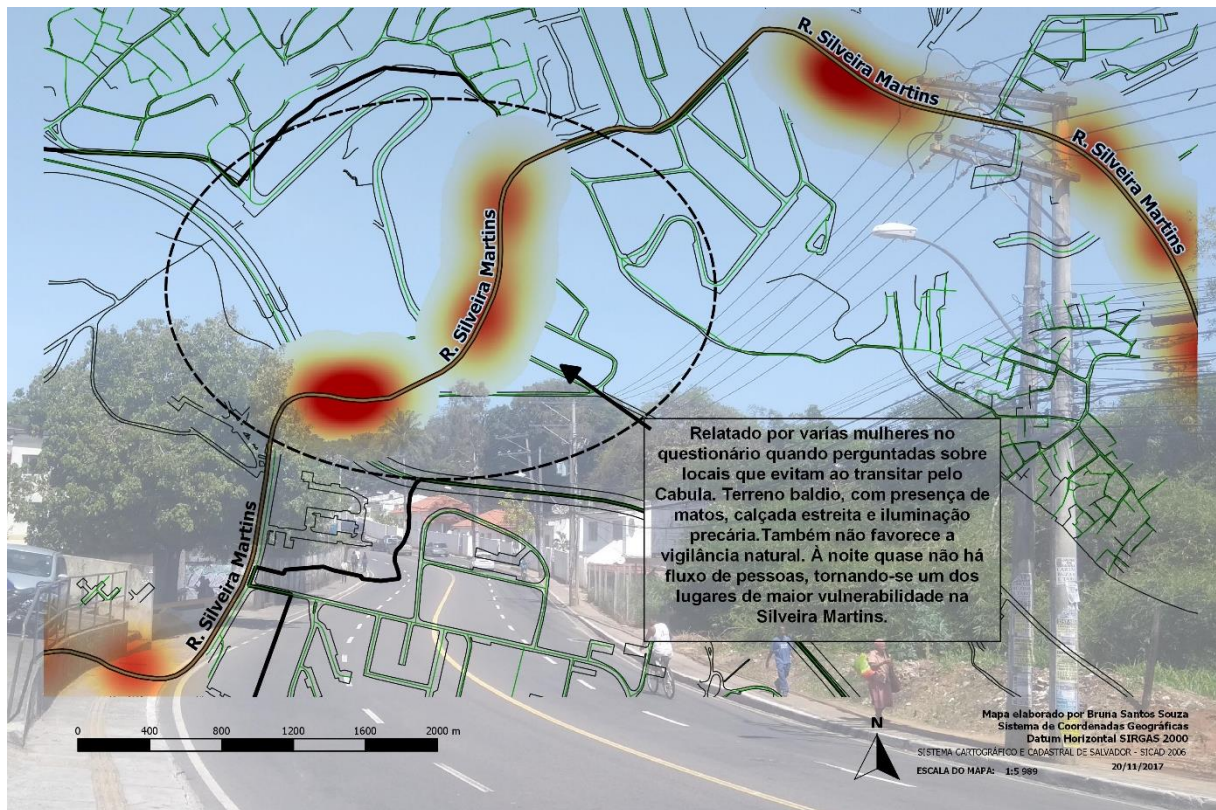 R. Silveira Martins
R. Silveira Martins
R. Silveira Martins
R. Silveira Martins
Relatado por varias mulheres no
questionário quando perguntadas sobre
locais que evitam ao transitar pelo
Cabula. Terreno baldio, com presença de
matos, calçada estreita e iluminação
precária.Também não favorece a
vigilância natural. À noite quase não há
fluxo de pessoas, tornando-se um dos
lugares de maior vulnerabilidade na
Silveira Martins.
0 400 800 1200 1600 2000 m
N
Mapa elaborado por Bruna Santos Souza
Sistema de Coordenadas Geográficas
Datum Horizontal SIRGAS 2000
SISTEMA CARTOGRÁFICO E CADASTRAL DE SALVADOR - SICAD 2006
ESCALA DO MAPA: 1:5 989
20/11/2017